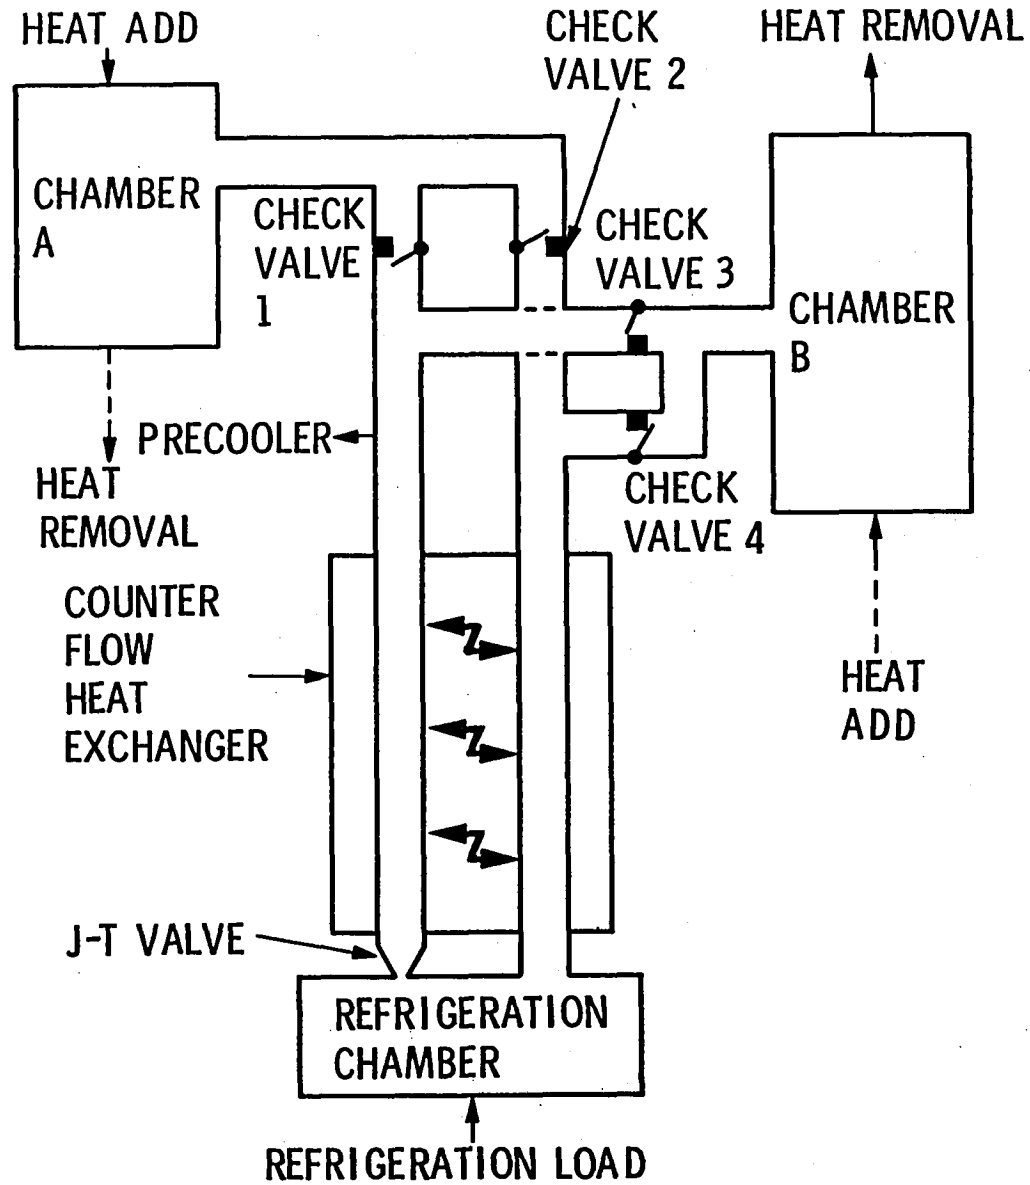 HEAT ADD
CHECK
VALVE 2
HEAT REMOVAL
CHAMBER
A
CHECK
VALVE
1
CHECK
VALVE 3
CHAMBER
B
PRECOOLER
HEAT
REMOVAL
CHECK
VALVE 4
COUNTER
FLOW
HEAT
EXCHANGER
HEAT
ADD
J-T VALVE
REFRIGERATION
CHAMBER
REFRIGERATION LOAD